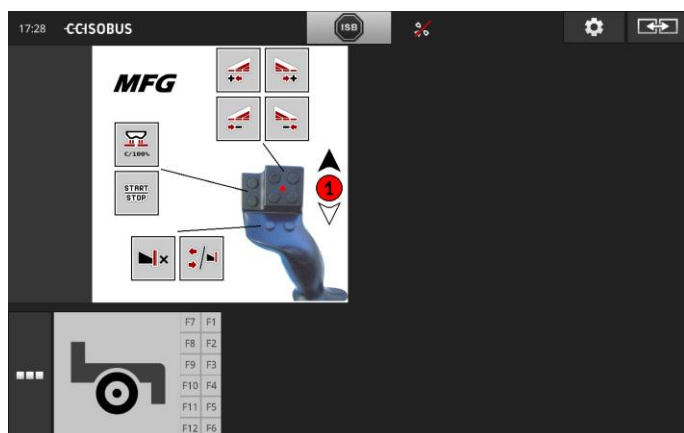 17:28 CCISOBUS ISB
MFG
C/100%
START
STOP
1
F7 F1
F8 F2
F9 F3
F10 F4
F11 F5
F12 F6